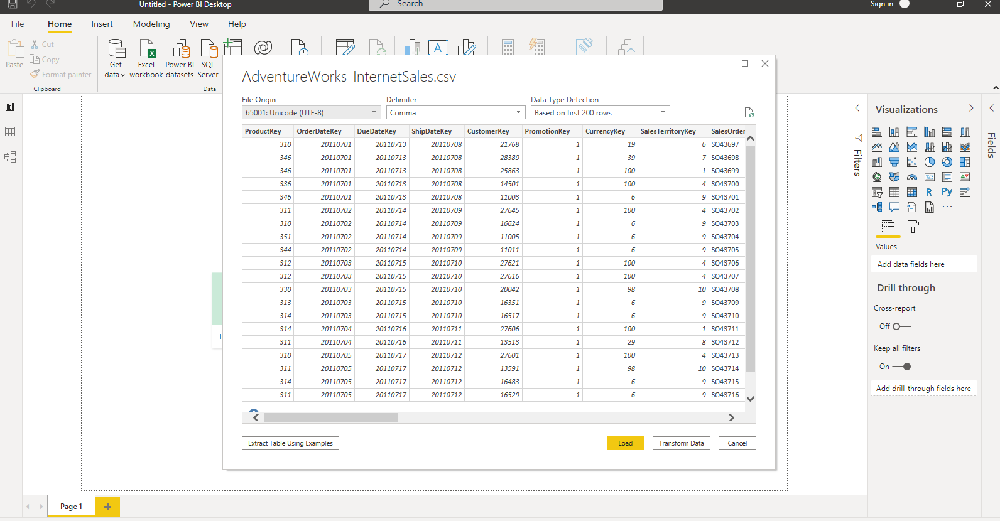 Untitled - Power BI Desktop
Search
Sign in
File Home Insert Modeling View Help
Paste
Cut
Copy
Format painter
Clipboard
Get data
Excel workbook
Power BI datasets
SQL Server
Data
AdventureWorks_InternetSales.csv
File Origin Delimiter Data Type Detection
65001: Unicode (UTF-8) Comma Based on first 200 rows
ProductKey OrderDateKey DueDateKey ShipDateKey CustomerKey PromotionKey CurrencyKey SalesTerritoryKey SalesOrder
310 20110701 20110713 20110708 21768 1 19 6 SO43697
346 20110701 20110713 20110708 28389 1 39 7 SO43698
346 20110701 20110713 20110708 25863 1 100 1 SO43699
336 20110701 20110713 20110708 14501 1 100 4 SO43700
346 20110701 20110713 20110708 11003 1 6 9 SO43701
311 20110702 20110714 20110709 27645 1 100 4 SO43702
310 20110702 20110714 20110709 16624 1 6 9 SO43703
351 20110702 20110714 20110709 11005 1 6 9 SO43704
344 20110702 20110714 20110709 11011 1 6 9 SO43705
312 20110703 20110715 20110710 27621 1 100 4 SO43706
312 20110703 20110715 20110710 27616 1 100 4 SO43707
330 20110703 20110715 20110710 20042 1 98 10 SO43708
313 20110703 20110715 20110710 16351 1 6 9 SO43709
314 20110703 20110715 20110710 16517 1 6 9 SO43710
314 20110704 20110716 20110711 27606 1 100 1 SO43711
311 20110704 20110716 20110711 13513 1 29 8 SO43712
310 20110705 20110717 20110712 27601 1 100 4 SO43713
311 20110705 20110717 20110712 13591 1 98 10 SO43714
314 20110705 20110717 20110712 16483 1 6 9 SO43715
311 20110705 20110717 20110712 16529 1 6 9 SO43716
Extract Table Using Examples Load Transform Data Cancel
Filters
Visualizations
R Py
Values
Add data fields here
Drill through
Cross-report
Off
Keep all filters
On
Add drill-through fields here
Fields
Page 1